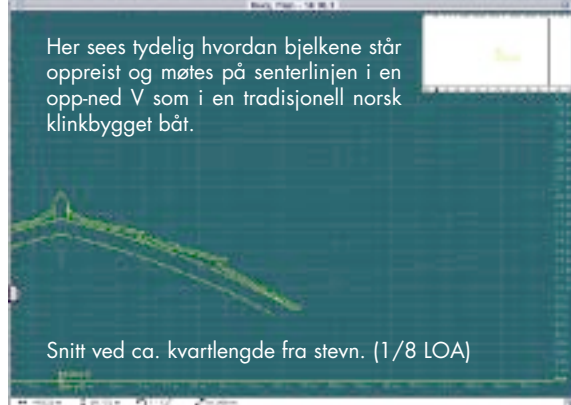 Her sees tydelig hvordan bjelkene står
oppreist og møtes på senterlinjen i en
opp-ned V som i en tradisjonell norsk
klinkbygget båt.
Snitt ved ca. kvartlengde fra stevn. (1/8 LOA)